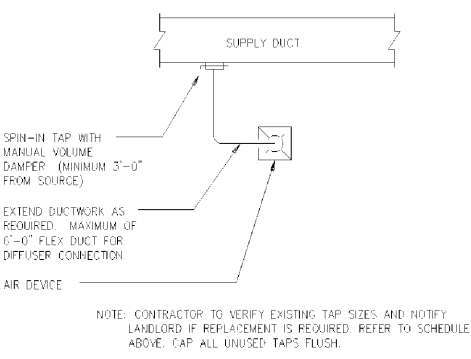 SUPPLY DUCT
SPIN-IN TAP WITH
MANUAL VOLUME
DAMPER (MINIMUM 3'-0"
FROM SOURCE)
EXTEND DUCTWORK AS
REQUIRED. MAXIMUM OF
6'-0" FLEX DUCT FOR
DIFFUSER CONNECTION.
AIR DEVICE
NOTE: CONTRACTOR TO VERIFY EXISTING TAP SIZES AND NOTIFY
LANDLORD IF REPLACEMENT IS REQUIRED. REFER TO SCHEDULE
ABOVE. CAP ALL UNUSED TAPS FLUSH.